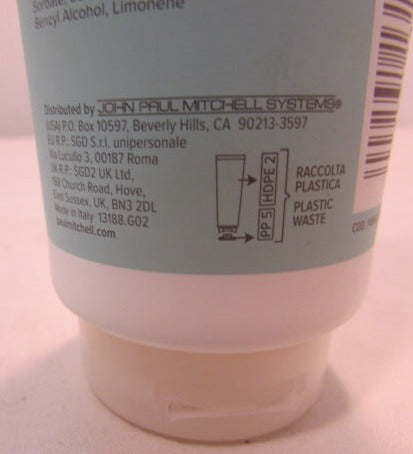 Benzyl Alcohol, Limonene
Distributed by JOHN PAUL MITCHELL SYSTEMS®
(USA) P.O. Box 10597, Beverly Hills, CA 90213-3597
EU R.P.: SGD S.r.l. unipersonale
Via Lucullo 3, 00187 Roma
UK R.P.: SGD2 UK Ltd,
168 Church Road, Hove,
East Sussex, UK, BN3 2DL
Made in Italy 13188.G02
paulmitchell.com
HDPE 2
PP 5
RACCOLTA
PLASTICA
PLASTIC
WASTE